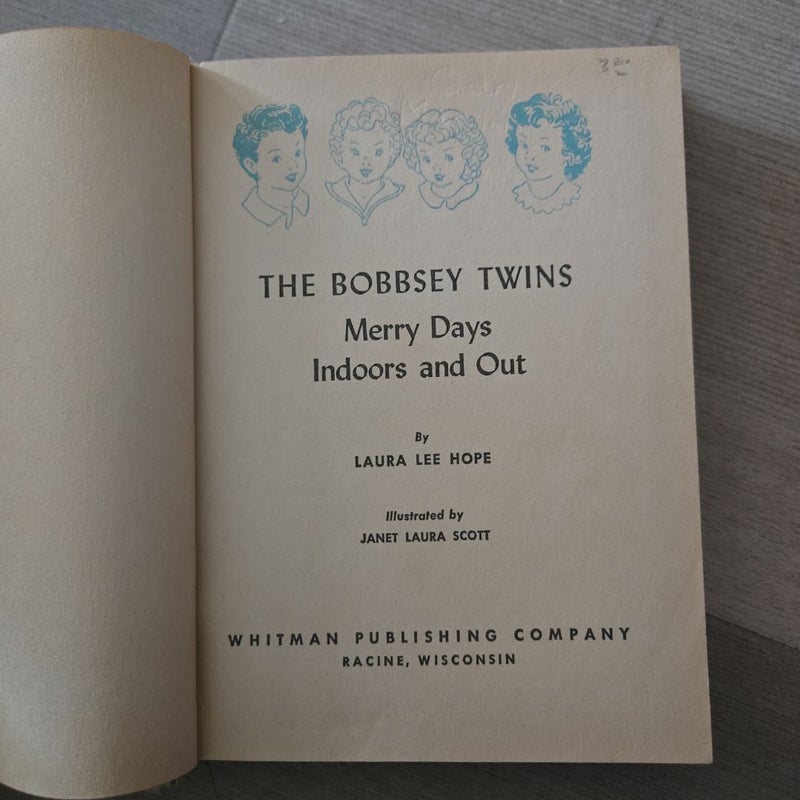 THE BOBBSEY TWINS
Merry Days
Indoors and Out
By
LAURA LEE HOPE
Illustrated by
JANET LAURA SCOTT
WHITMAN PUBLISHING COMPANY
RACINE, WISCONSIN